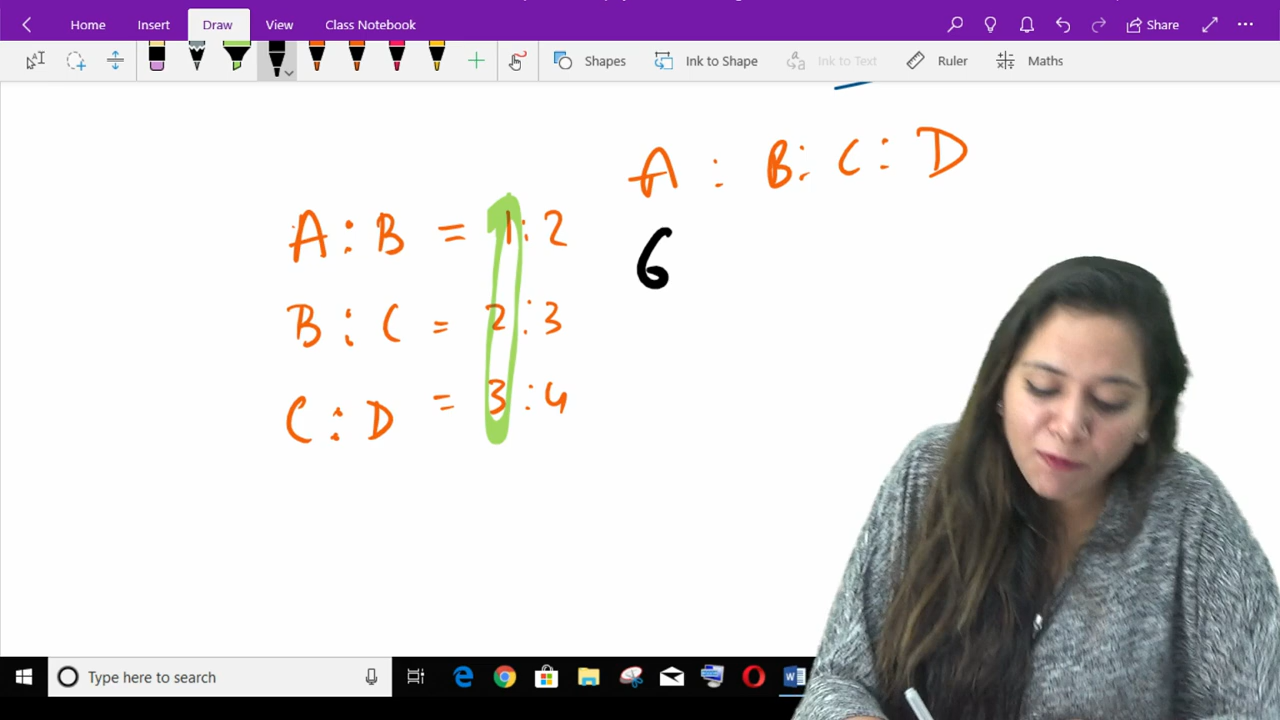 Home Insert Draw View Class Notebook Share
Shapes Ink to Shape Ink to Text Ruler Maths
A : B : C : D
A : B = 1 : 2
6
B : C = 2 : 3
C : D = 3 : 4
Type here to search